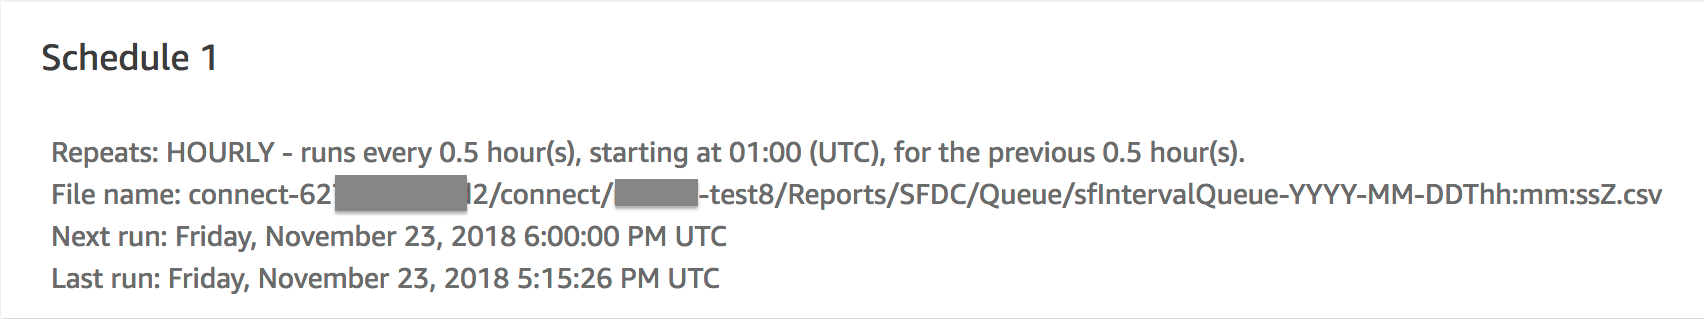 Schedule 1
Repeats: HOURLY - runs every 0.5 hour(s), starting at 01:00 (UTC), for the previous 0.5 hour(s).
File name: connect-62 2/connect/ -test8/Reports/SFDC/Queue/sfIntervalQueue-YYYY-MM-DDThh:mm:ssZ.csv
Next run: Friday, November 23, 2018 6:00:00 PM UTC
Last run: Friday, November 23, 2018 5:15:26 PM UTC